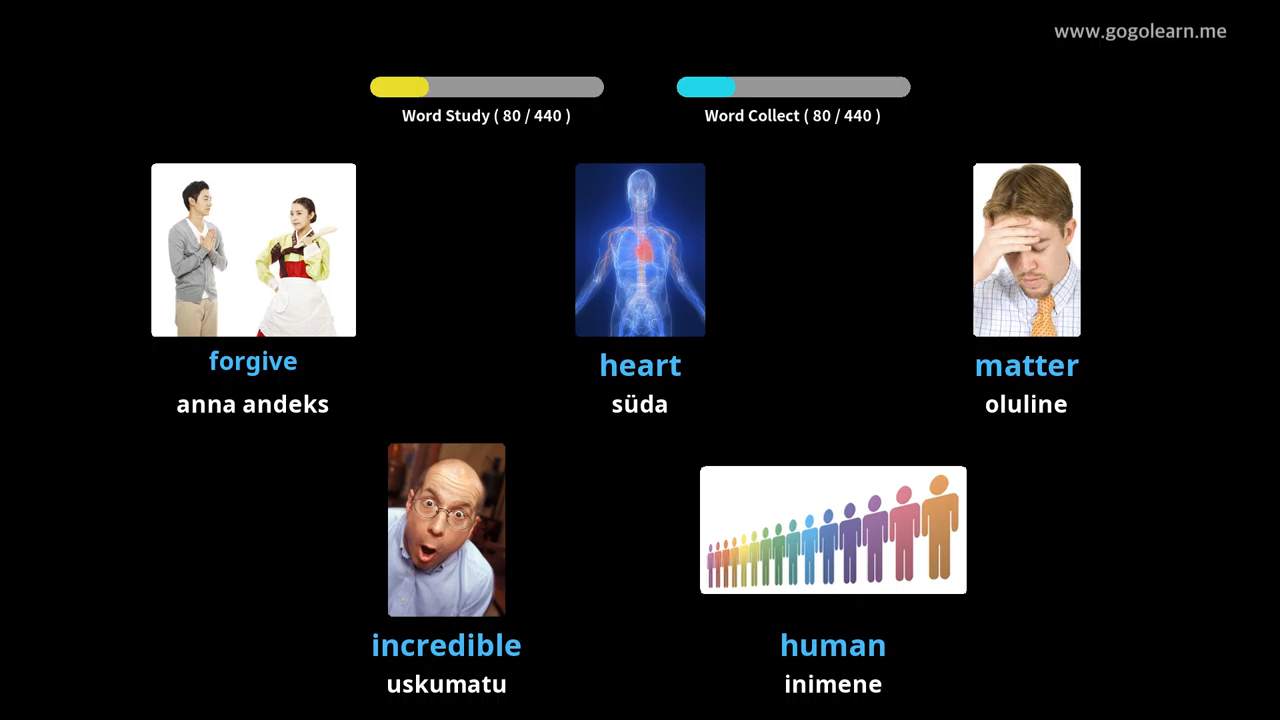 www.gogolearn.me
Word Study ( 80 / 440 )
Word Collect ( 80 / 440 )
forgive
anna andeks
heart
süda
matter
oluline
incredible
uskumatu
human
inimene